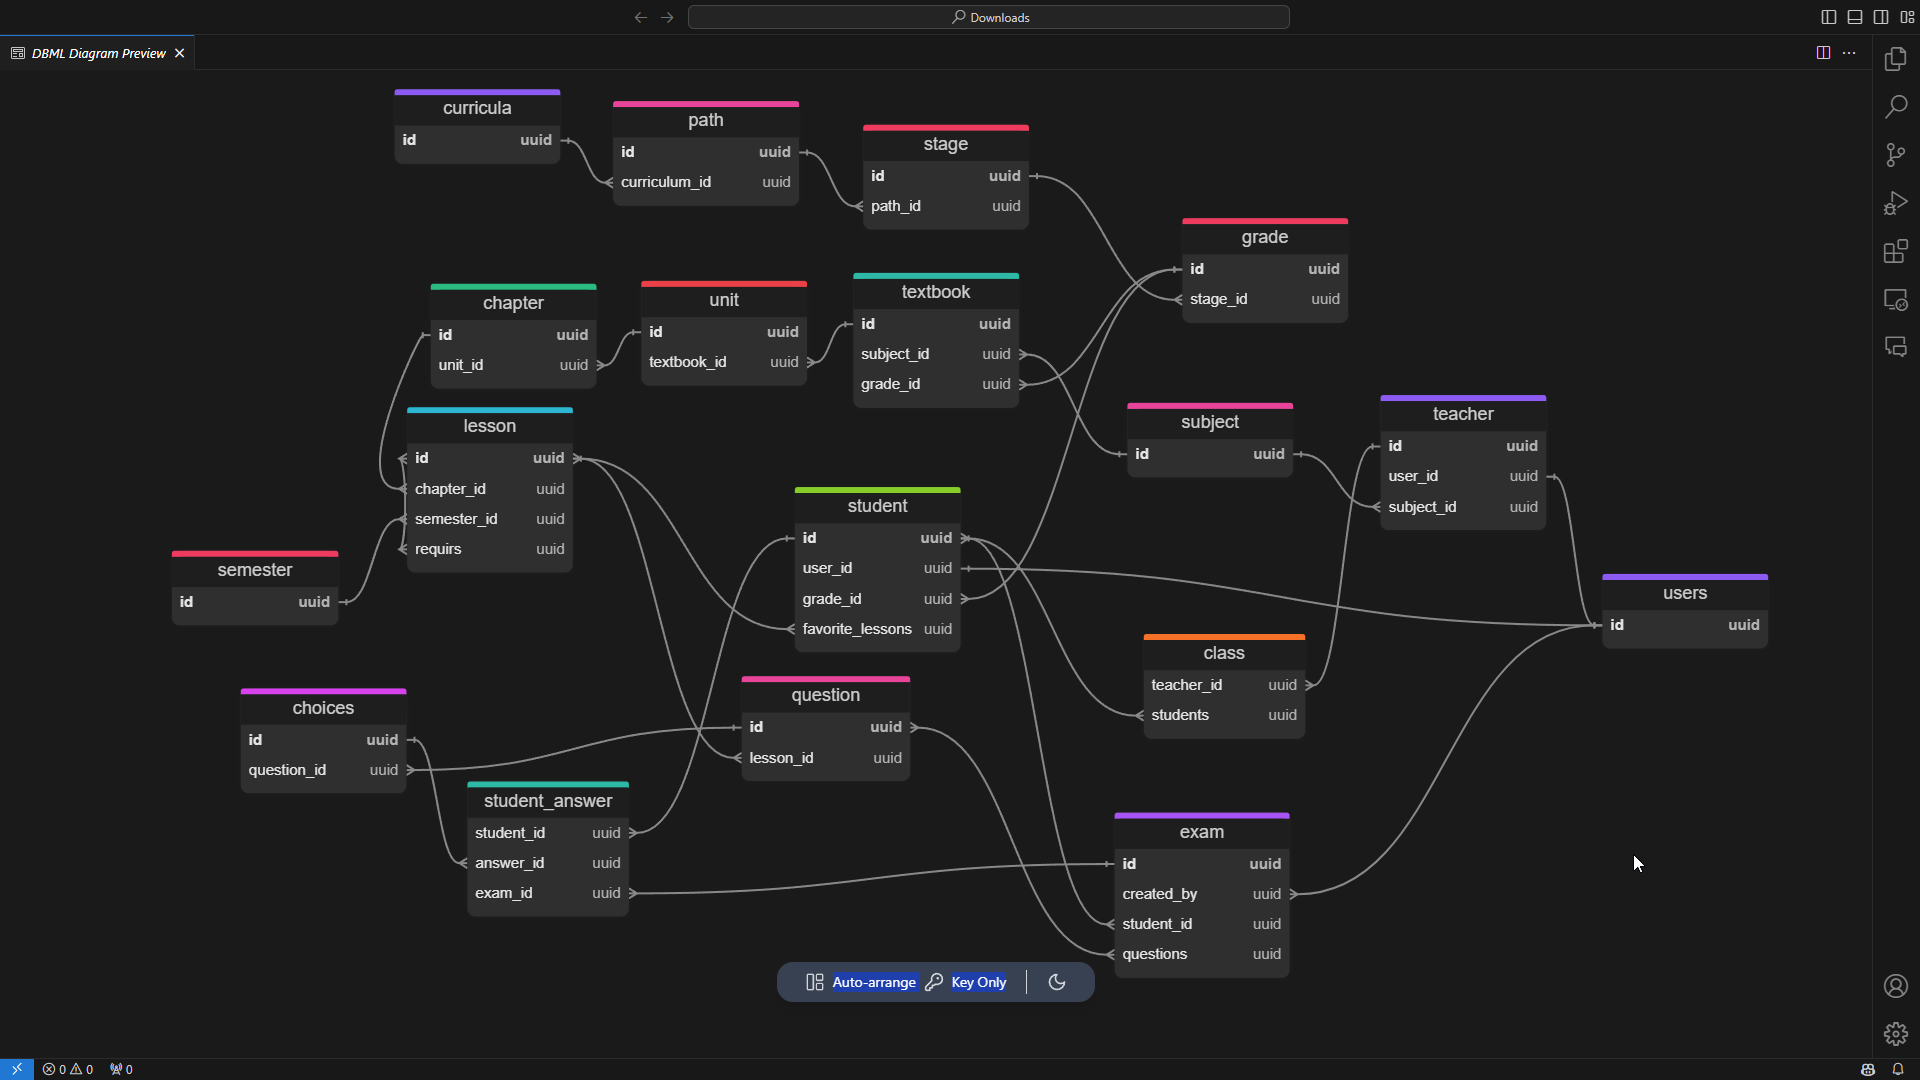 Downloads
DBML Diagram Preview
curricula
id uuid
path
id uuid
curriculum_id uuid
stage
id uuid
path_id uuid
grade
id uuid
stage_id uuid
chapter
id uuid
unit_id uuid
unit
id uuid
textbook_id uuid
textbook
id uuid
subject_id uuid
grade_id uuid
lesson
id uuid
chapter_id uuid
semester_id uuid
requirs uuid
subject
id uuid
teacher
id uuid
user_id uuid
subject_id uuid
student
id uuid
user_id uuid
grade_id uuid
favorite_lessons uuid
semester
id uuid
users
id uuid
class
teacher_id uuid
students uuid
question
id uuid
lesson_id uuid
choices
id uuid
question_id uuid
student_answer
student_id uuid
answer_id uuid
exam_id uuid
exam
id uuid
created_by uuid
student_id uuid
questions uuid
Auto-arrange Key Only
0 0 0